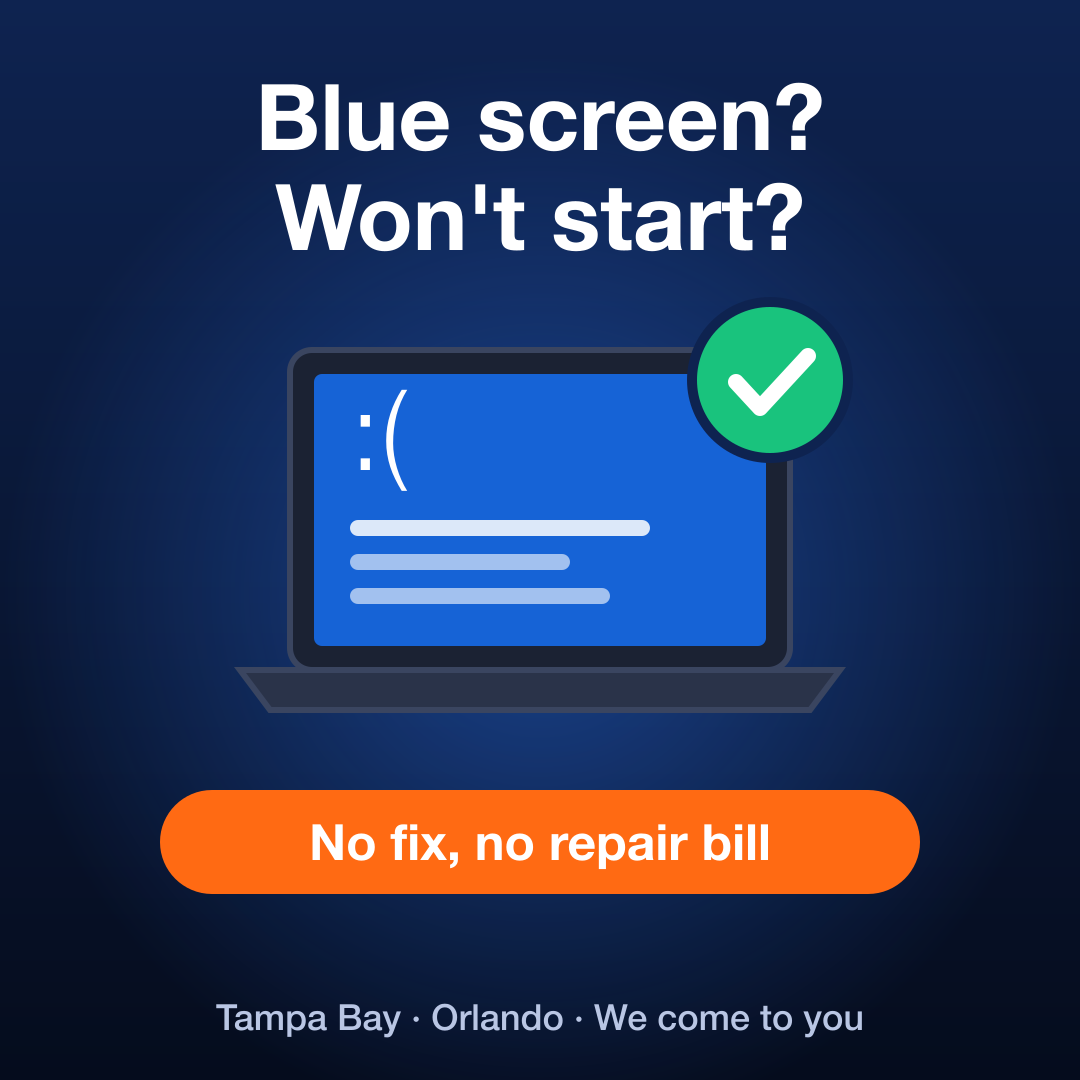 Blue screen?
Won't start?
:(
No fix, no repair bill
Tampa Bay · Orlando · We come to you